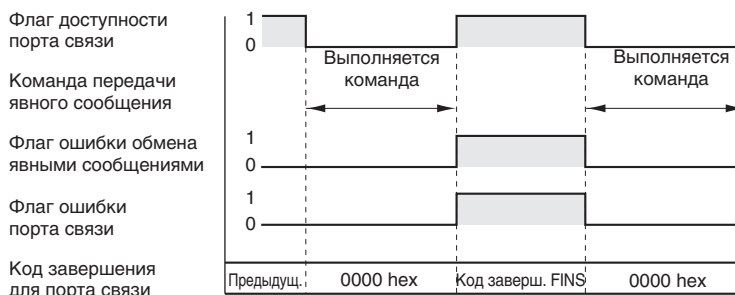 Флаг доступности
порта связи
1
0
Выполняется
команда
Выполняется
команда
Команда передачи
явного сообщения
Флаг ошибки обмена
явными сообщениями
1
0
Флаг ошибки
порта связи
1
0
Код завершения
для порта связи
Предыдущ.
0000 hex
Код заверш. FINS
0000 hex